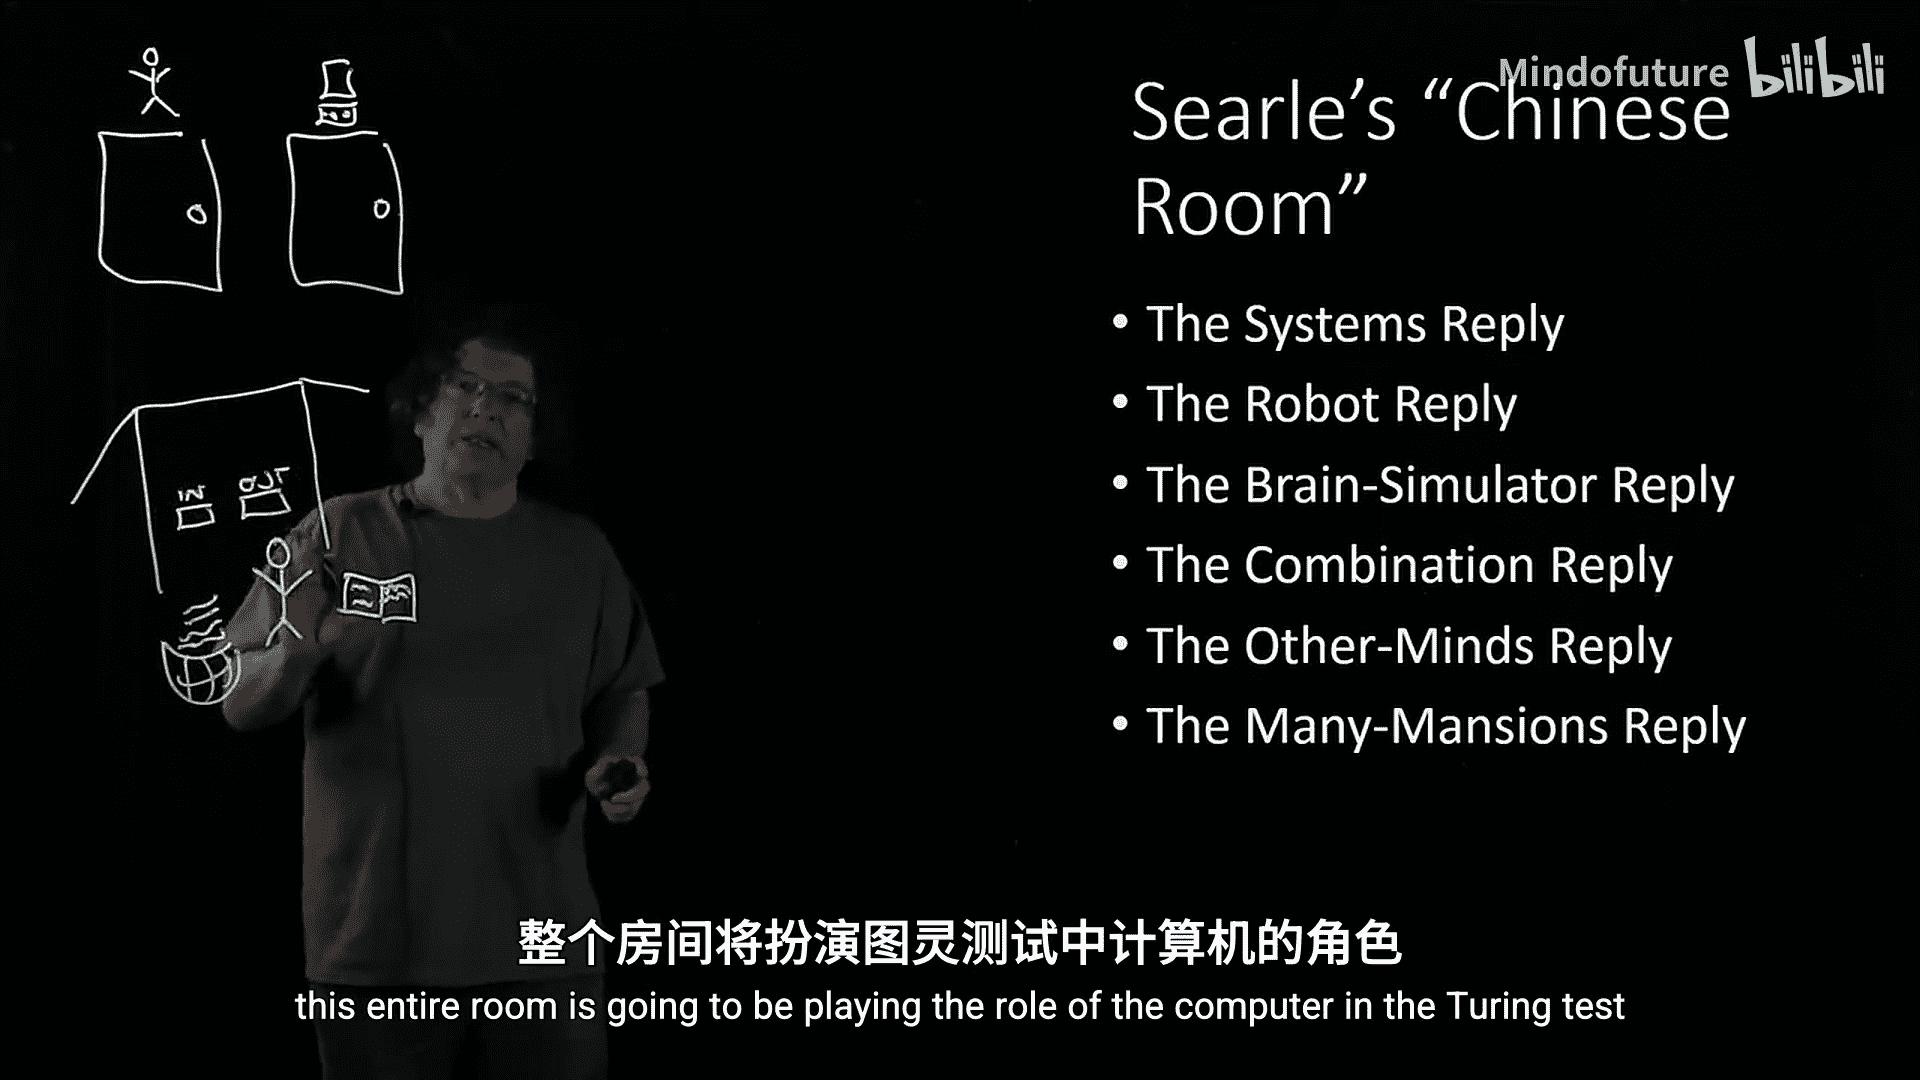 Mindofuture bilibili
Searle's “Chinese
Room”
• The Systems Reply
• The Robot Reply
• The Brain-Simulator Reply
• The Combination Reply
• The Other-Minds Reply
• The Many-Mansions Reply
IN OUT
整个房间将扮演图灵测试中计算机的角色
this entire room is going to be playing the role of the computer in the Turing test